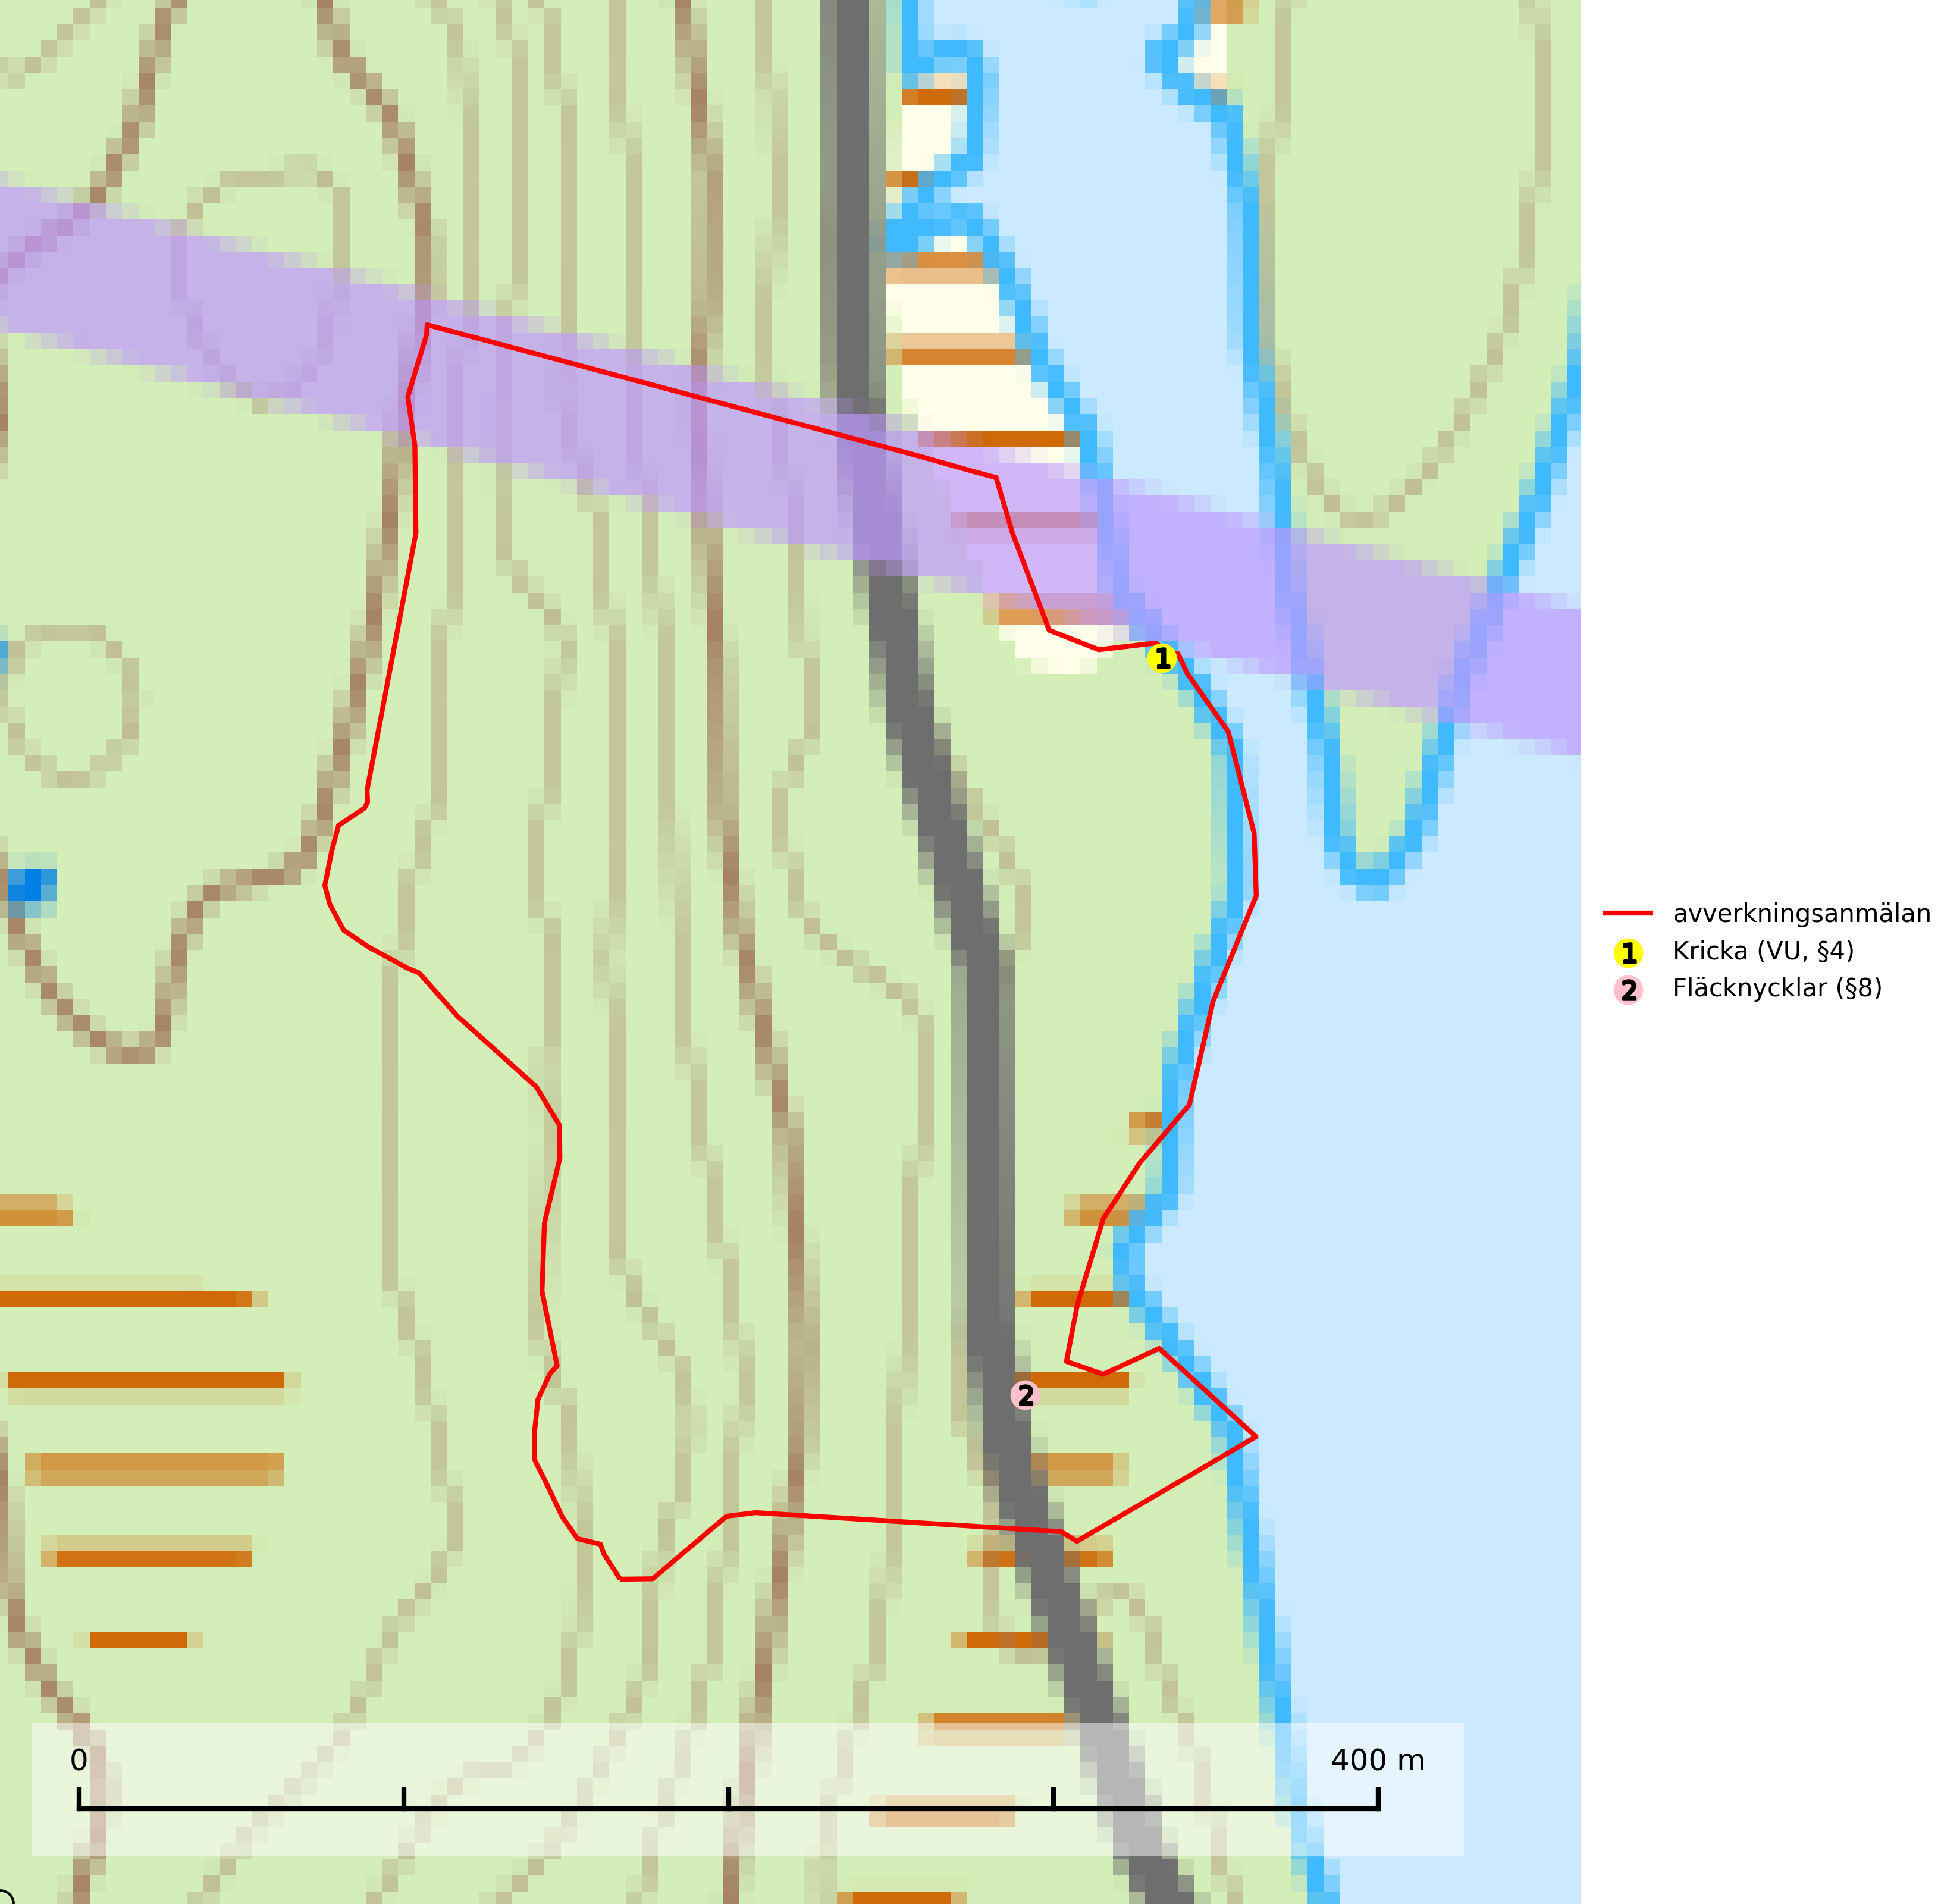 1
2
avverkningsanmälan
1 Kricka (VU, §4)
2 Fläcknycklar (§8)
0 400 m